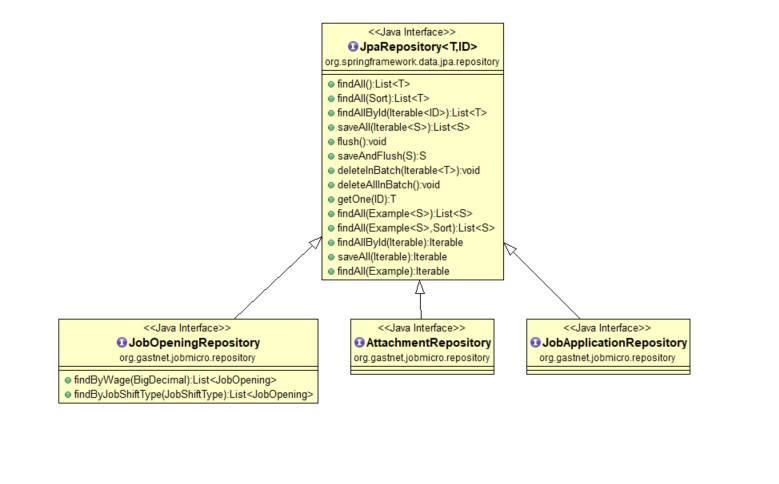 <<Java Interface>>
JpaRepository<T,ID>
org.springframework.data.jpa.repository
findAll():List<T>
findAll(Sort):List<T>
findAllById(Iterable<ID>):List<T>
saveAll(Iterable<S>):List<S>
flush():void
saveAndFlush(S):S
deleteInBatch(Iterable<T>):void
deleteAllInBatch():void
getOne(ID):T
findAll(Example<S>):List<S>
findAll(Example<S>,Sort):List<S>
findAllById(Iterable):Iterable
saveAll(Iterable):Iterable
findAll(Example):Iterable
<<Java Interface>>
JobOpeningRepository
org.gastnet.jobmicro.repository
findByWage(BigDecimal):List<JobOpening>
findByJobShiftType(JobShiftType):List<JobOpening>
<<Java Interface>>
AttachmentRepository
org.gastnet.jobmicro.repository
<<Java Interface>>
JobApplicationRepository
org.gastnet.jobmicro.repository